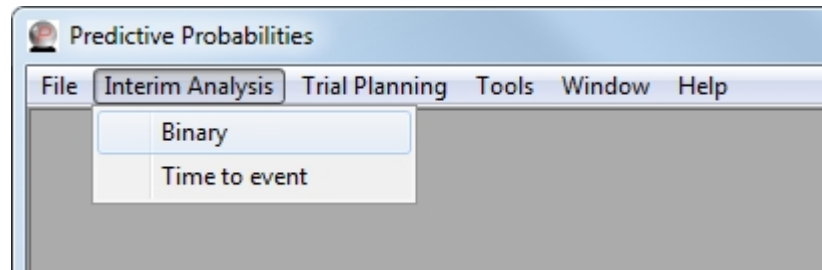 Predictive Probabilities
File Interim Analysis Trial Planning Tools Window Help
Binary
Time to event